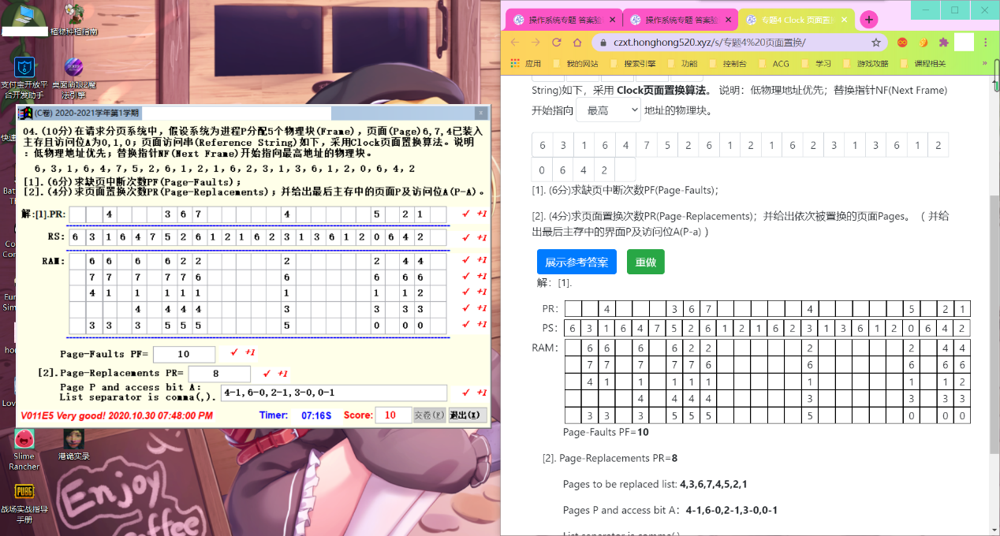 植物种植指南
支付宝开放平
台开发助手
桌面萌娘2魔
法引擎
Slime
Rancher
港诡实录
PUBG
战场实战指导
手册
Enjoy
(C卷) 2020-2021学年第1学期
04.(10分)在请求分页系统中，假设系统为进程P分配5个物理块(Frame)，页面(Page)6,7,4已装入
主存且访问位A为0,1,0；页面访问串(Reference String)如下，采用Clock页面置换算法。说明
：低物理地址优先；替换指针NF(Next Frame)开始指向最高地址的物理块。
6, 3, 1, 6, 4, 7, 5, 2, 6, 1, 2, 1, 6, 2, 3, 1, 3, 6, 1, 2, 0, 6, 4, 2
[1].(6分)求缺页中断次数PF(Page-Faults)；
[2].(4分)求页面置换次数PR(Page-Replacements)；并给出最后主存中的页面P及访问位A(P-A)。
解:[1].PR: 4 3 6 7 4 5 2 1 ✓ +1
RS: 6 3 1 6 4 7 5 2 6 1 2 1 6 2 3 1 3 6 1 2 0 6 4 2 ✓ +1
RAM: 6 6 6 6 2 2 2 2 4 4 ✓ +1
7 7 7 7 7 6 6 6 6 6 ✓ +1
4 1 1 1 1 1 1 1 1 2 ✓ +1
4 4 4 4 3 3 3 3 ✓ +1
3 3 3 5 5 5 5 0 0 0 ✓ +1
Page-Faults PF= 10 ✓ +1
[2].Page-Replacements PR= 8 ✓ +1
Page P and access bit A:
List separator is comma(,). 4-1,6-0,2-1,3-0,0-1 ✓ +1
V011E5 Very good! 2020.10.30 07:48:00 PM Timer: 07:16S Score: 10 交卷(P) 退出(X)
操作系统专题 答案验 操作系统专题 答案验 专题4 Clock 页面置
czxt.honghong520.xyz/s/专题4%20页面置换/
应用 我的网站 搜索引擎 功能 控制台 ACG 学习 游戏攻略 课程相关
String)如下，采用 Clock页面置换算法。 说明：低物理地址优先；替换指针NF(Next Frame)
开始指向 最高 地址的物理块。
6 3 1 6 4 7 5 2 6 1 2 1 6 2 3 1 3 6 1 2
0 6 4 2
[1]. (6分)求缺页中断次数PF(Page-Faults)；
[2]. (4分)求页面置换次数PR(Page-Replacements)；并给出依次被置换的页面Pages。（ 并给
出最后主存中的界面P及访问位A(P-a) ）
展示参考答案 重做
解：[1].
PR: 4 3 6 7 4 5 2 1
PS: 6 3 1 6 4 7 5 2 6 1 2 1 6 2 3 1 3 6 1 2 0 6 4 2
RAM: 6 6 6 6 2 2 2 2 4 4
7 7 7 7 7 6 6 6 6 6
4 1 1 1 1 1 1 1 1 2
4 4 4 4 3 3 3 3
3 3 3 5 5 5 5 0 0 0
Page-Faults PF=10
[2]. Page-Replacements PR=8
Pages to be replaced list: 4,3,6,7,4,5,2,1
Pages P and access bit A：4-1,6-0,2-1,3-0,0-1